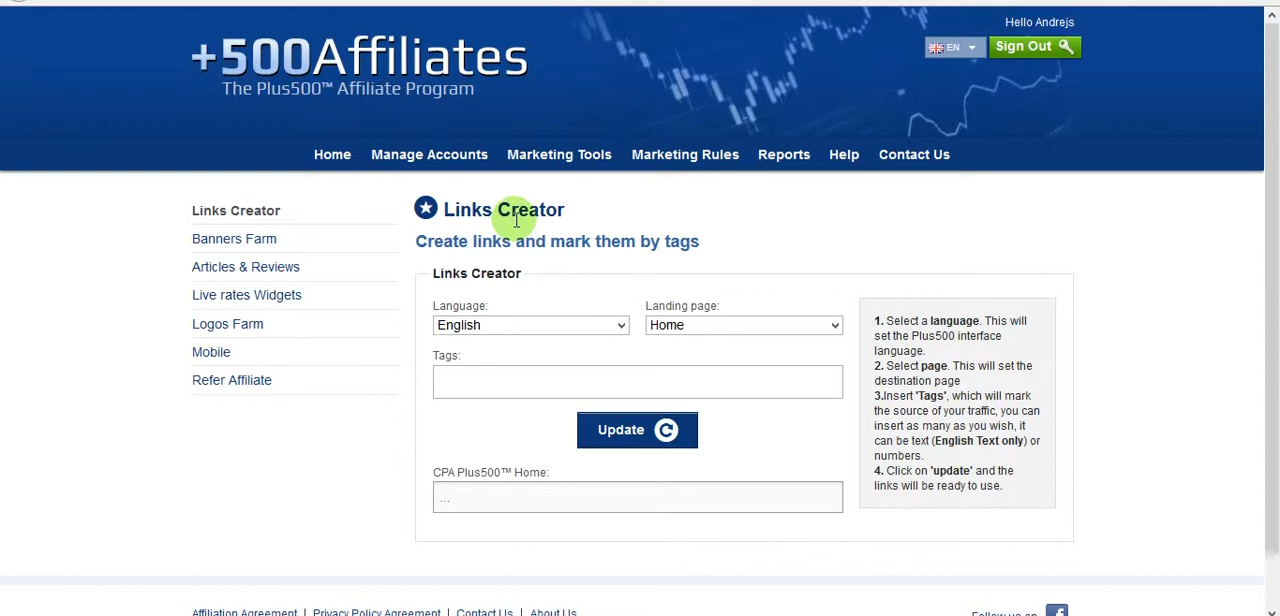 Hello Andrejs
+500Affiliates
The Plus500™ Affiliate Program
EN
Sign Out
Home Manage Accounts Marketing Tools Marketing Rules Reports Help Contact Us
Links Creator
Banners Farm
Articles & Reviews
Live rates Widgets
Logos Farm
Mobile
Refer Affiliate
Links Creator
Create links and mark them by tags
Links Creator
Language:
English
Landing page:
Home
Tags:
Update
CPA Plus500™ Home:
...
1. Select a language. This will
set the Plus500 interface
language.
2. Select page. This will set the
destination page
3.Insert 'Tags', which will mark
the source of your traffic, you can
insert as many as you wish, it
can be text (English Text only) or
numbers.
4. Click on 'update' and the
links will be ready to use.
Affiliation Agreement | Privacy Policy Agreement | Contact Us | About Us
Follow us on